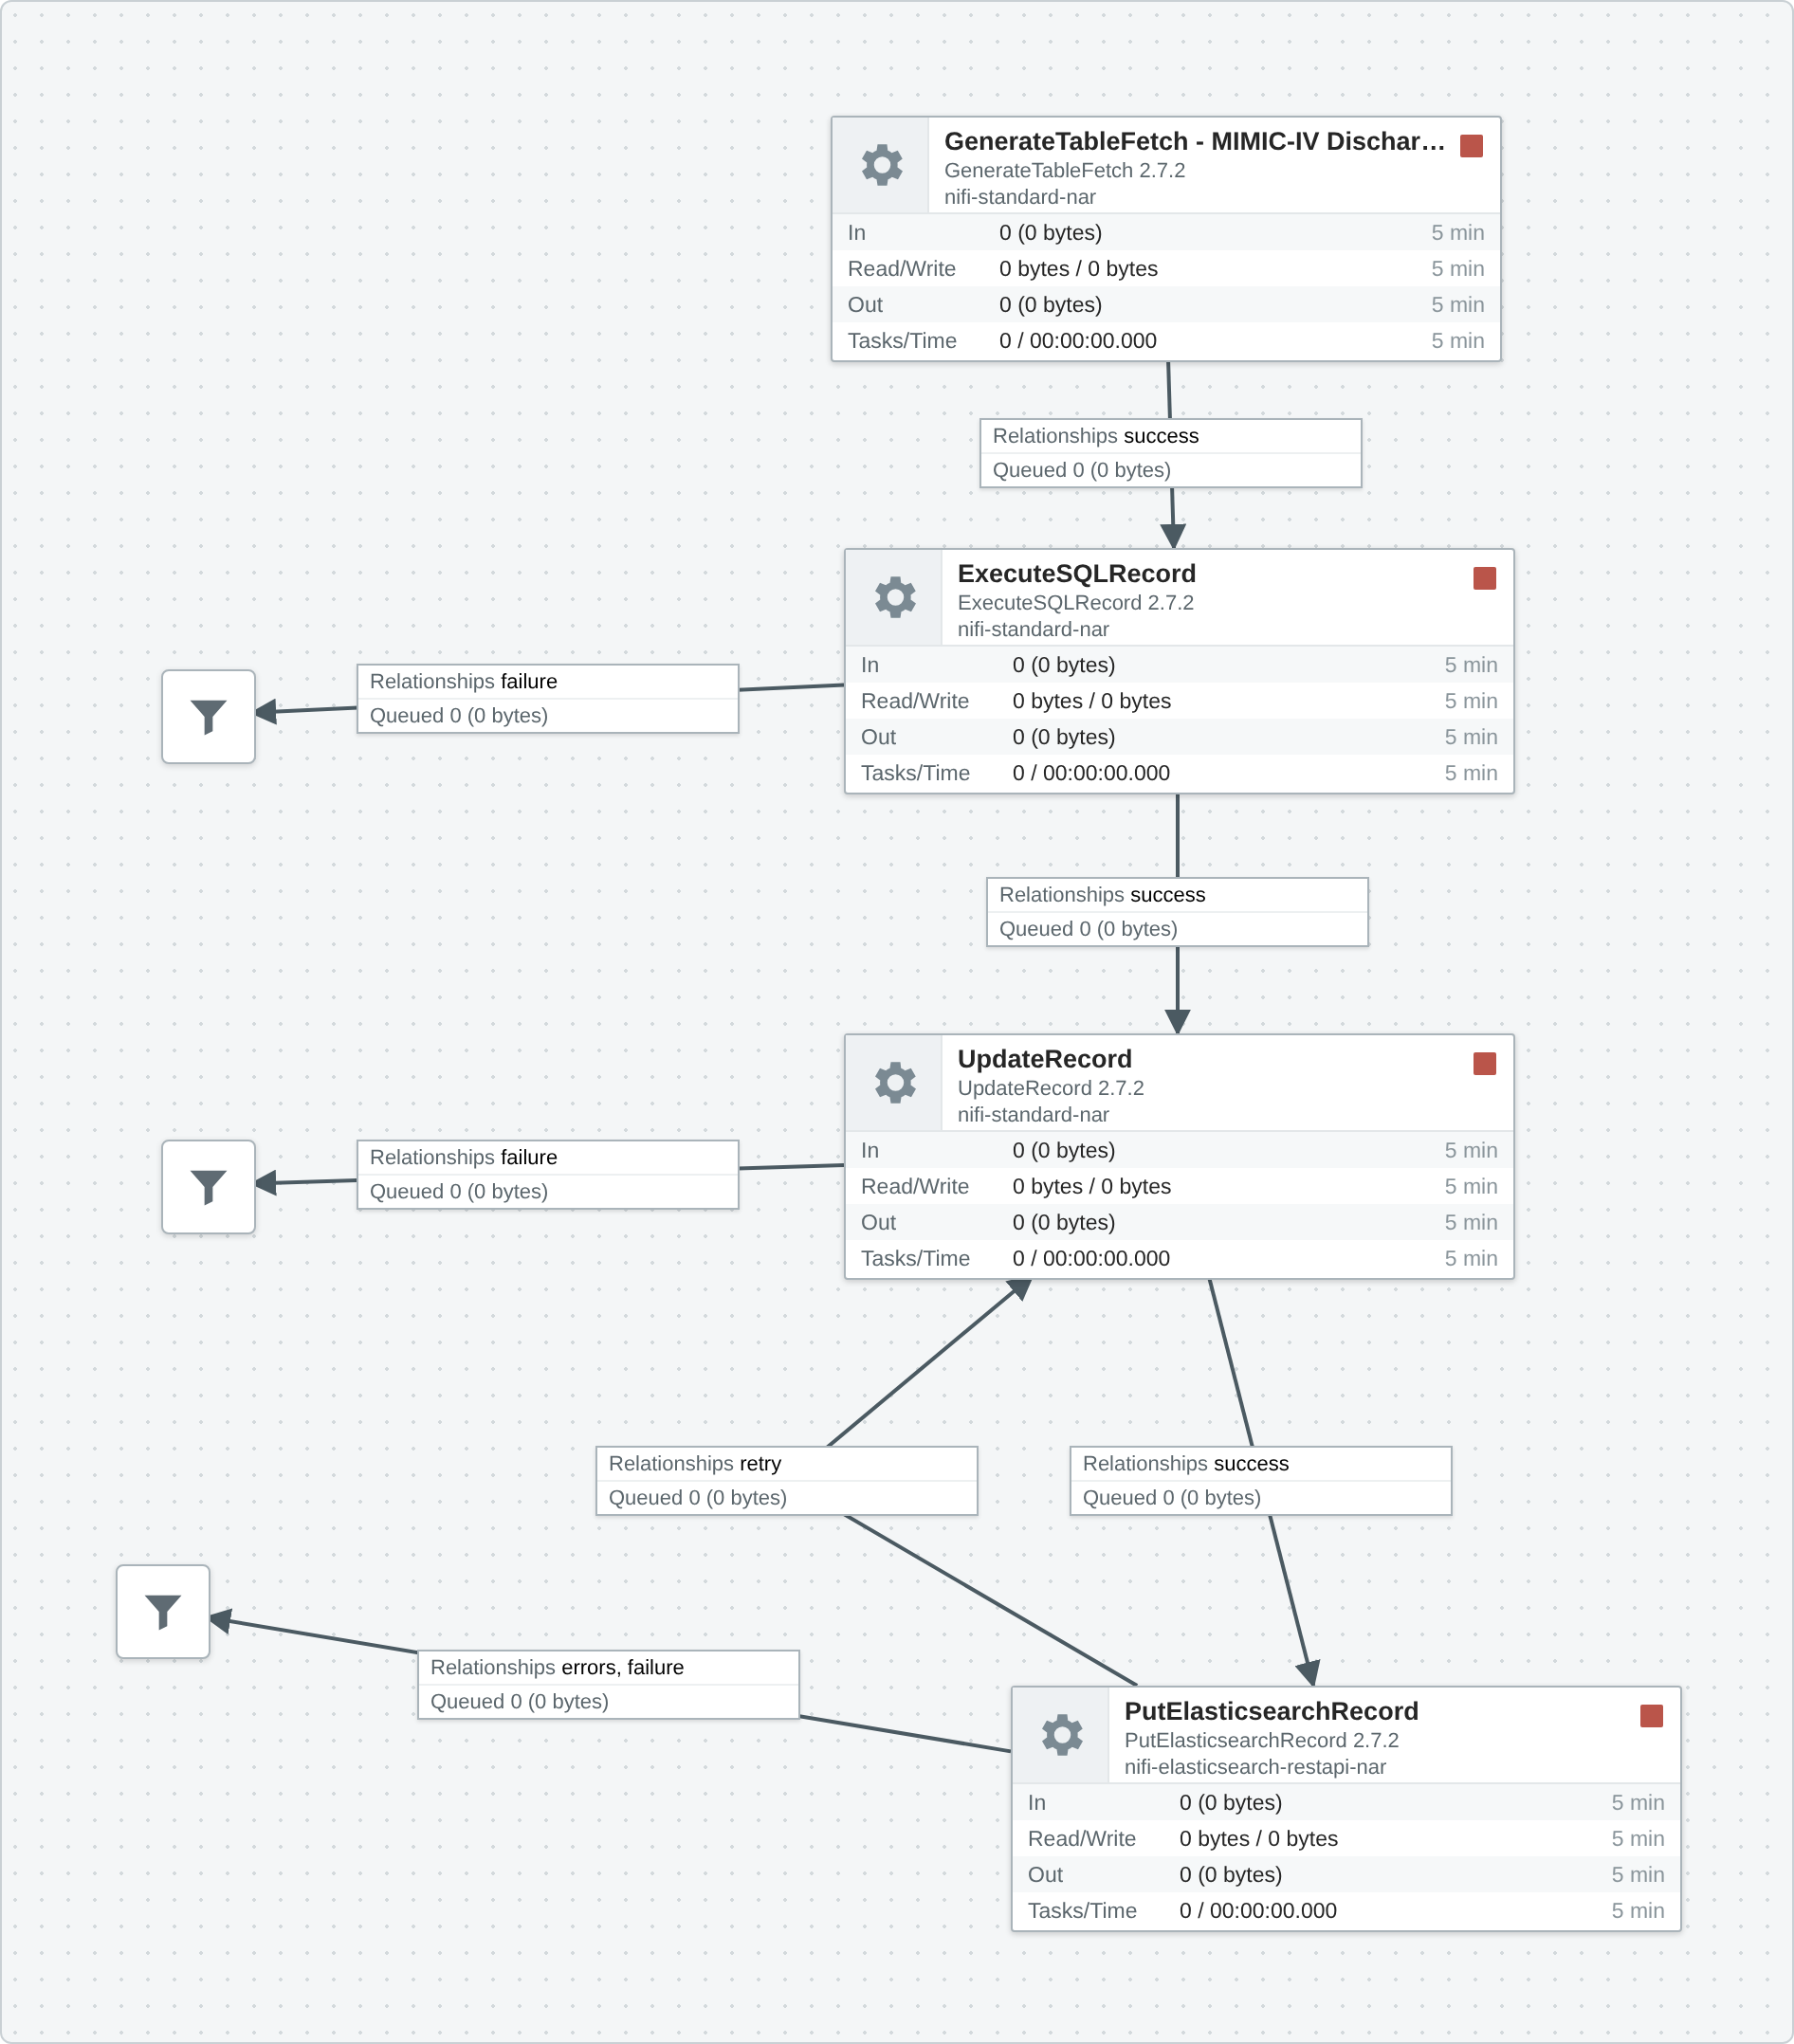 GenerateTableFetch - MIMIC-IV Dischar…
GenerateTableFetch 2.7.2
nifi-standard-nar
In 0 (0 bytes) 5 min
Read/Write 0 bytes / 0 bytes 5 min
Out 0 (0 bytes) 5 min
Tasks/Time 0 / 00:00:00.000 5 min
Relationships success
Queued 0 (0 bytes)
ExecuteSQLRecord
ExecuteSQLRecord 2.7.2
nifi-standard-nar
In 0 (0 bytes) 5 min
Read/Write 0 bytes / 0 bytes 5 min
Out 0 (0 bytes) 5 min
Tasks/Time 0 / 00:00:00.000 5 min
Relationships failure
Queued 0 (0 bytes)
Relationships success
Queued 0 (0 bytes)
UpdateRecord
UpdateRecord 2.7.2
nifi-standard-nar
In 0 (0 bytes) 5 min
Read/Write 0 bytes / 0 bytes 5 min
Out 0 (0 bytes) 5 min
Tasks/Time 0 / 00:00:00.000 5 min
Relationships failure
Queued 0 (0 bytes)
Relationships retry
Queued 0 (0 bytes)
Relationships success
Queued 0 (0 bytes)
Relationships errors, failure
Queued 0 (0 bytes)
PutElasticsearchRecord
PutElasticsearchRecord 2.7.2
nifi-elasticsearch-restapi-nar
In 0 (0 bytes) 5 min
Read/Write 0 bytes / 0 bytes 5 min
Out 0 (0 bytes) 5 min
Tasks/Time 0 / 00:00:00.000 5 min